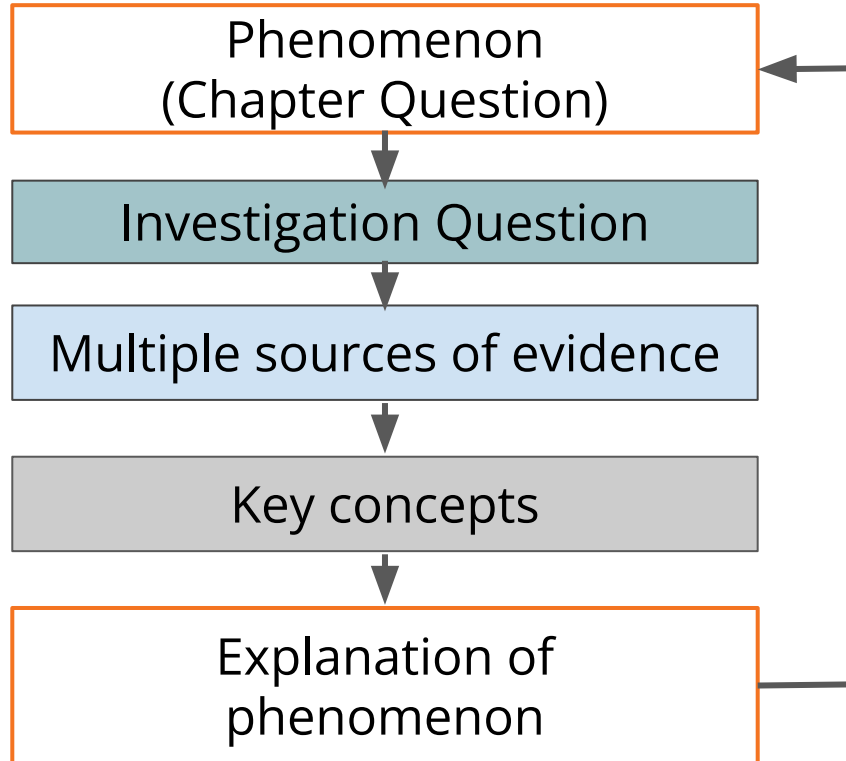 Phenomenon
(Chapter Question)
Investigation Question
Multiple sources of evidence
Key concepts
Explanation of
phenomenon